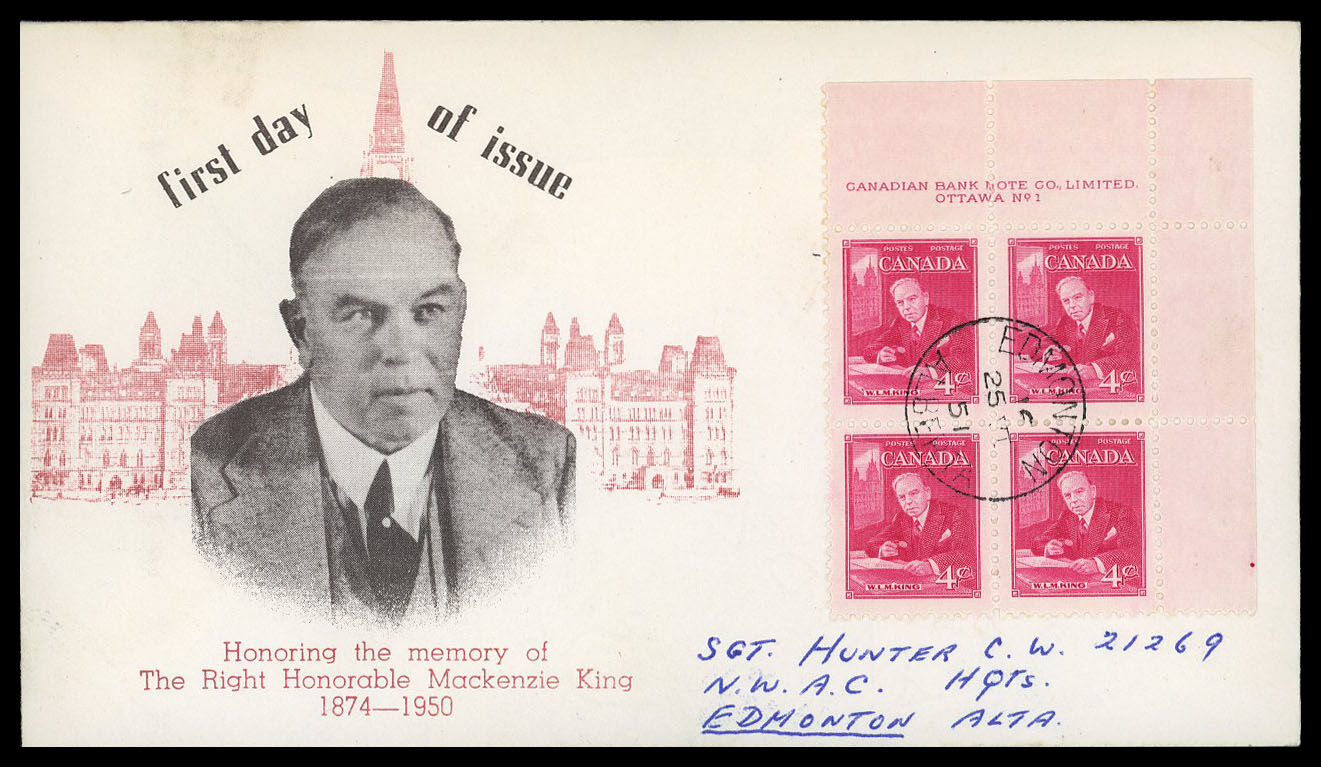 first day of issue
CANADIAN BANK NOTE CO., LIMITED.
OTTAWA Nº 1
POSTES POSTAGE
CANADA
W.L.M.KING
4¢
POSTES POSTAGE
CANADA
W.L.M.KING
4¢
EDMONTON
25
51
ALBERTA
POSTES POSTAGE
CANADA
W.L.M.KING
4¢
POSTES POSTAGE
CANADA
W.L.M.KING
4¢
Honoring the memory of
The Right Honorable Mackenzie King
1874—1950
SGT. HUNTER C. W. 21269
N.W.A.C. HQTS.
EDMONTON ALTA.